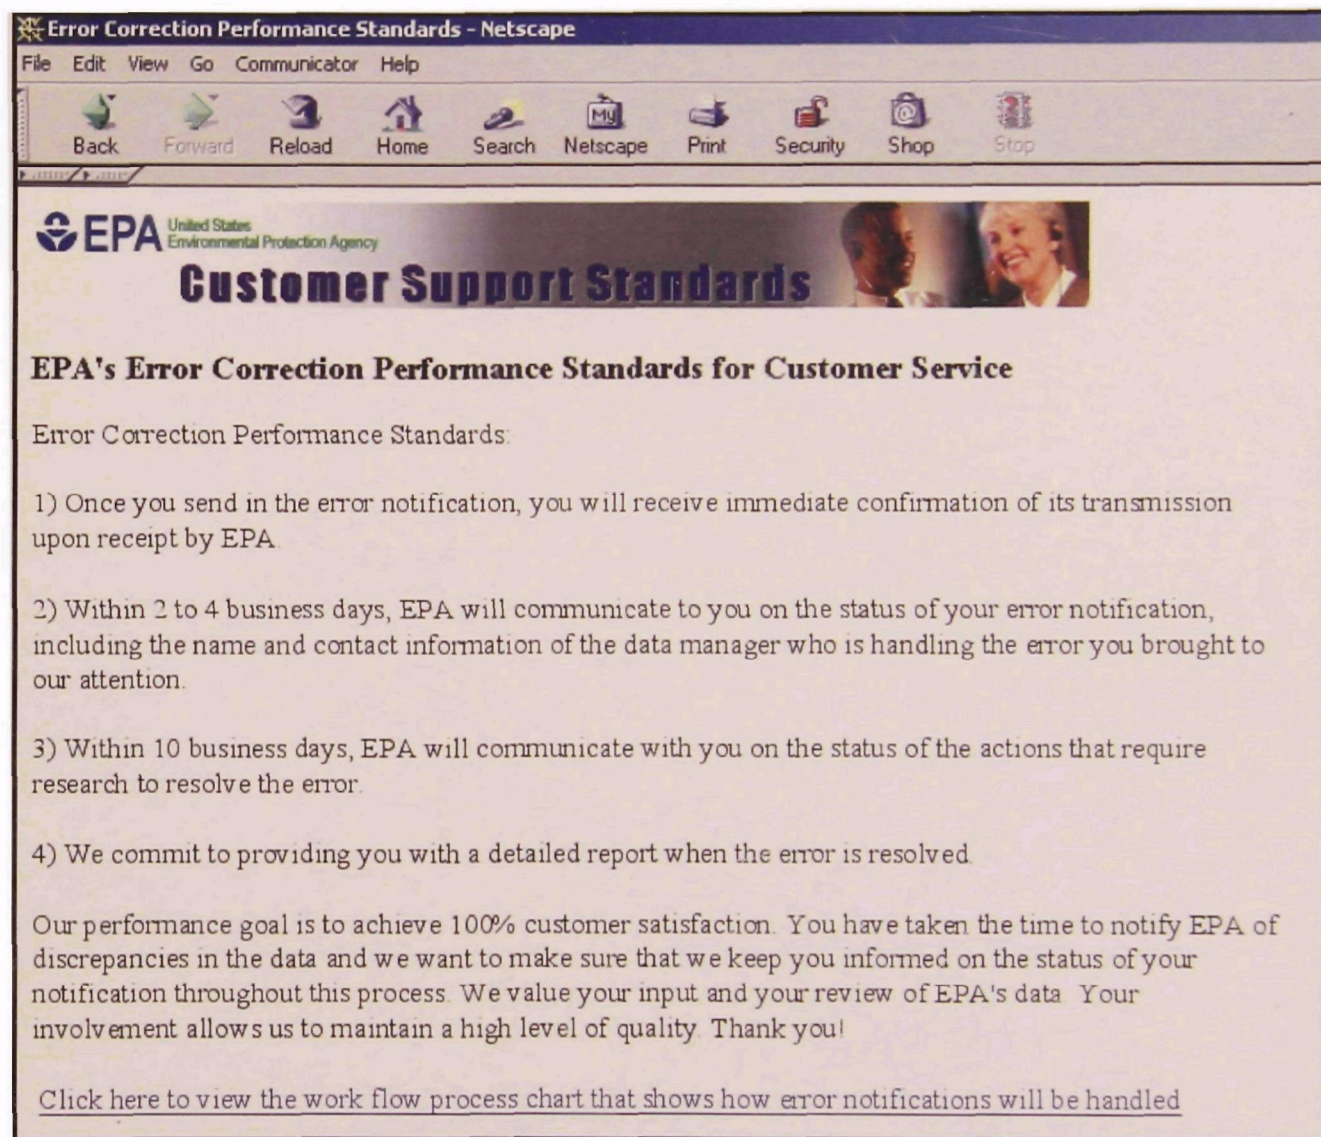 Error Correction Performance Standards - Netscape
File Edit View Go Communicator Help
Back Forward Reload Home Search My Netscape Print Security Shop Stop
EPA United States
Environmental Protection Agency
Customer Support Standards
EPA's Error Correction Performance Standards for Customer Service
Error Correction Performance Standards:
1) Once you send in the error notification, you will receive immediate confirmation of its transmission
upon receipt by EPA.
2) Within 2 to 4 business days, EPA will communicate to you on the status of your error notification,
including the name and contact information of the data manager who is handling the error you brought to
our attention.
3) Within 10 business days, EPA will communicate with you on the status of the actions that require
research to resolve the error.
4) We commit to providing you with a detailed report when the error is resolved.
Our performance goal is to achieve 100% customer satisfaction. You have taken the time to notify EPA of
discrepancies in the data and we want to make sure that we keep you informed on the status of your
notification throughout this process. We value your input and your review of EPA's data. Your
involvement allows us to maintain a high level of quality. Thank you!
Click here to view the work flow process chart that shows how error notifications will be handled